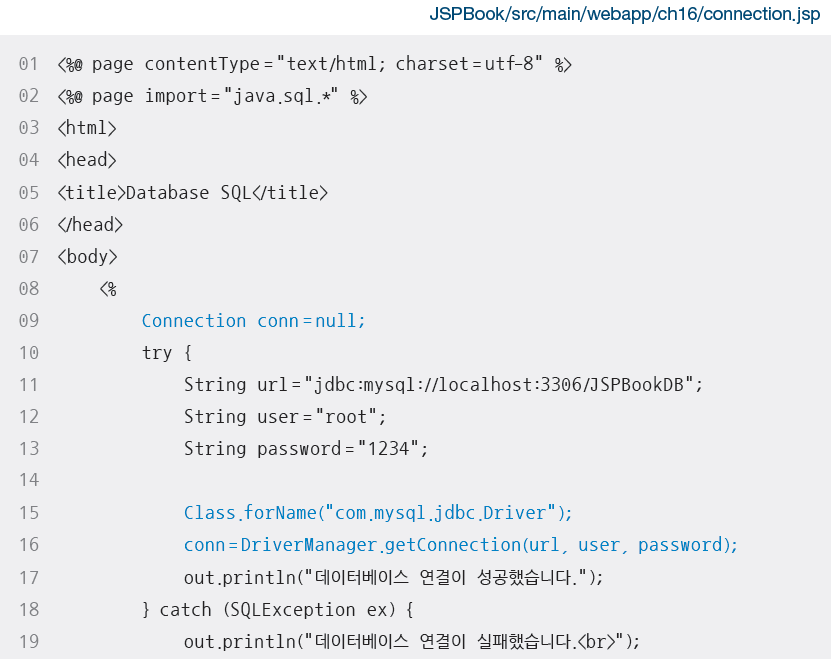 JSPBook/src/main/webapp/ch16/connection.jsp
01 <%@ page contentType="text/html; charset=utf-8" %>
02 <%@ page import="java.sql.*" %>
03 <html>
04 <head>
05 <title>Database SQL</title>
06 </head>
07 <body>
08     <%
09         Connection conn=null;
10         try {
11             String url="jdbc:mysql://localhost:3306/JSPBookDB";
12             String user="root";
13             String password="1234";
14
15             Class.forName("com.mysql.jdbc.Driver");
16             conn=DriverManager.getConnection(url, user, password);
17             out.println("데이터베이스 연결이 성공했습니다.");
18         } catch (SQLException ex) {
19             out.println("데이터베이스 연결이 실패했습니다.<br>");